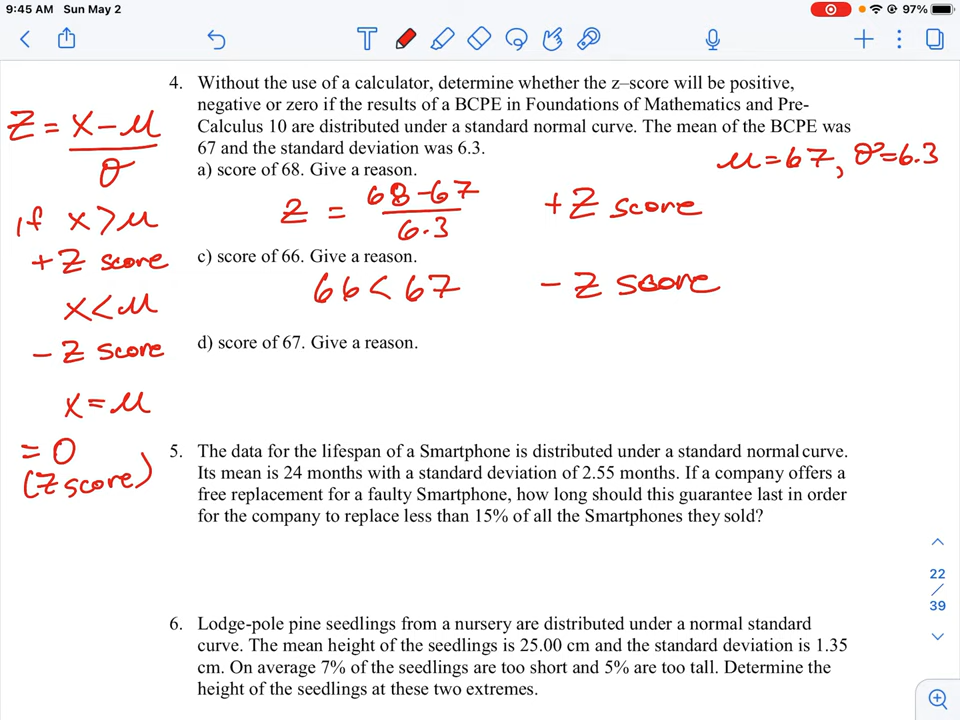 9:45 AM Sun May 2
97%
4. Without the use of a calculator, determine whether the z–score will be positive,
negative or zero if the results of a BCPE in Foundations of Mathematics and Pre-
Calculus 10 are distributed under a standard normal curve. The mean of the BCPE was
67 and the standard deviation was 6.3.
μ = 67, σ = 6.3
a) score of 68. Give a reason.
z = (68 - 67) / 6.3 + z score
c) score of 66. Give a reason.
66 < 67 - z score
d) score of 67. Give a reason.
z = (x - μ) / σ
if x > μ
+ z score
x < μ
- z score
x = μ
= 0
(z score)
5. The data for the lifespan of a Smartphone is distributed under a standard normal curve.
Its mean is 24 months with a standard deviation of 2.55 months. If a company offers a
free replacement for a faulty Smartphone, how long should this guarantee last in order
for the company to replace less than 15% of all the Smartphones they sold?
6. Lodge-pole pine seedlings from a nursery are distributed under a normal standard
curve. The mean height of the seedlings is 25.00 cm and the standard deviation is 1.35
cm. On average 7% of the seedlings are too short and 5% are too tall. Determine the
height of the seedlings at these two extremes.
22
/
39